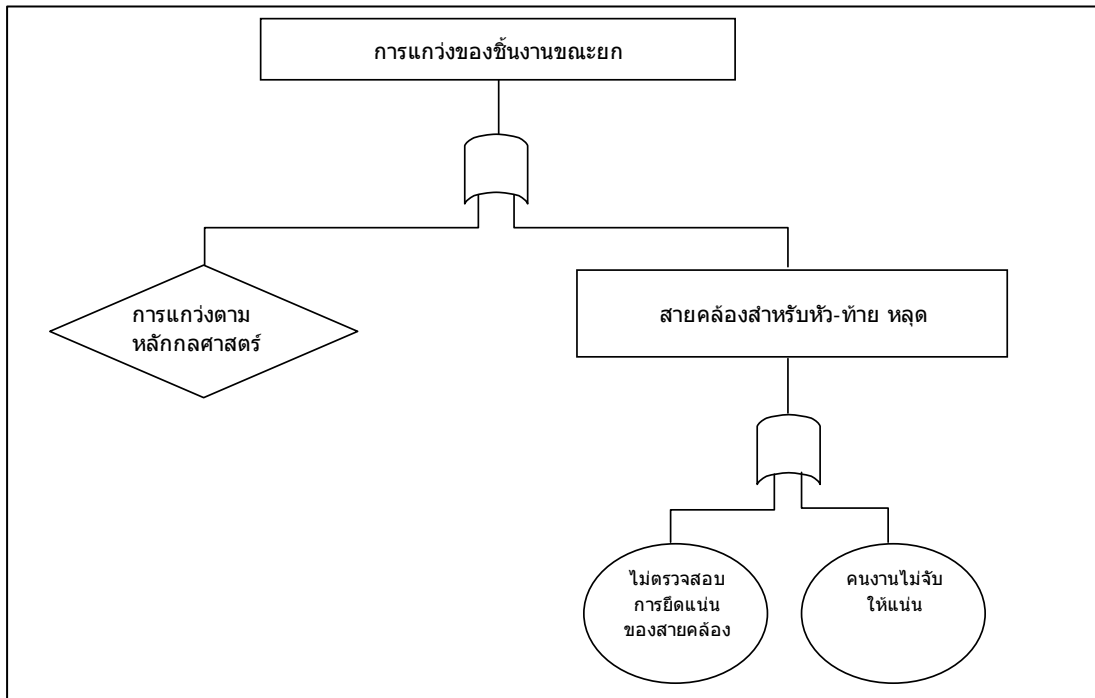 การแกว่งของชิ้นงานขณะยก
การแกว่งตาม
หลักกลศาสตร์
สายคล้องสำหรับหัว-ท้าย หลุด
ไม่ตรวจสอบ
การยึดแน่น
ของสายคล้อง
คนงานไม่จับ
ให้แน่น